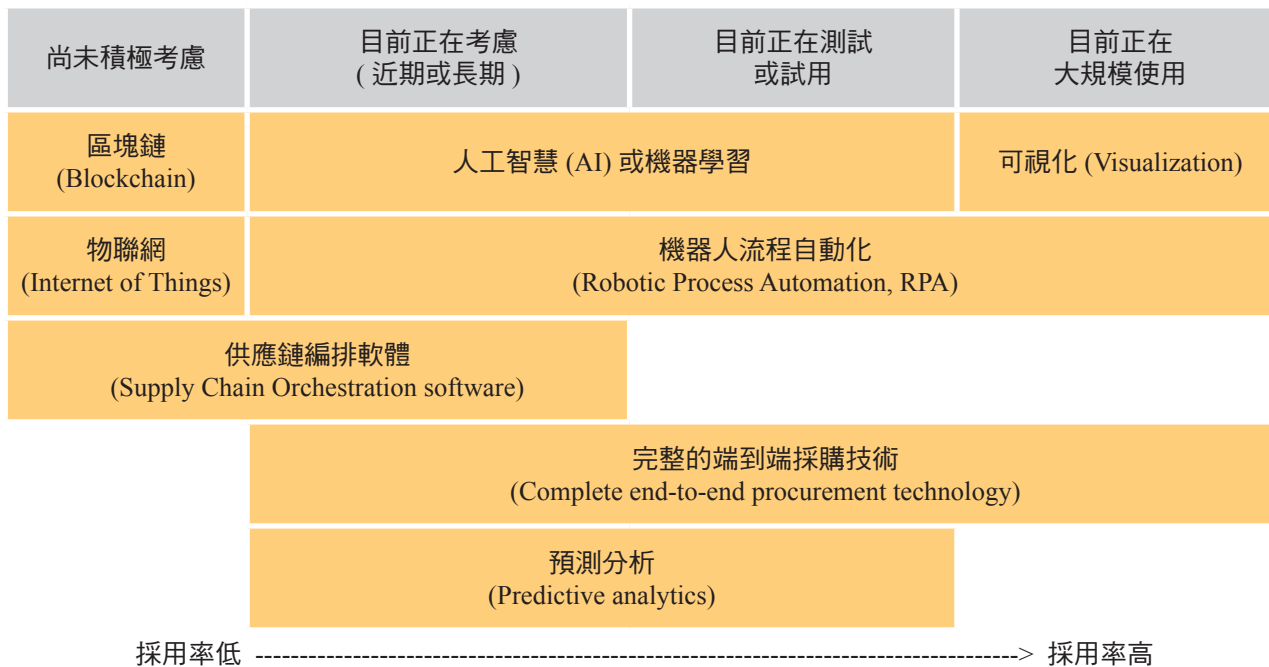 尚未積極考慮
目前正在考慮
( 近期或長期 )
目前正在測試
或試用
目前正在
大規模使用
區塊鏈
(Blockchain)
人工智慧 (AI) 或機器學習
可視化 (Visualization)
物聯網
(Internet of Things)
機器人流程自動化
(Robotic Process Automation, RPA)
供應鏈編排軟體
(Supply Chain Orchestration software)
完整的端到端採購技術
(Complete end-to-end procurement technology)
預測分析
(Predictive analytics)
採用率低 --------------------------------------------------------------------------------------> 採用率高